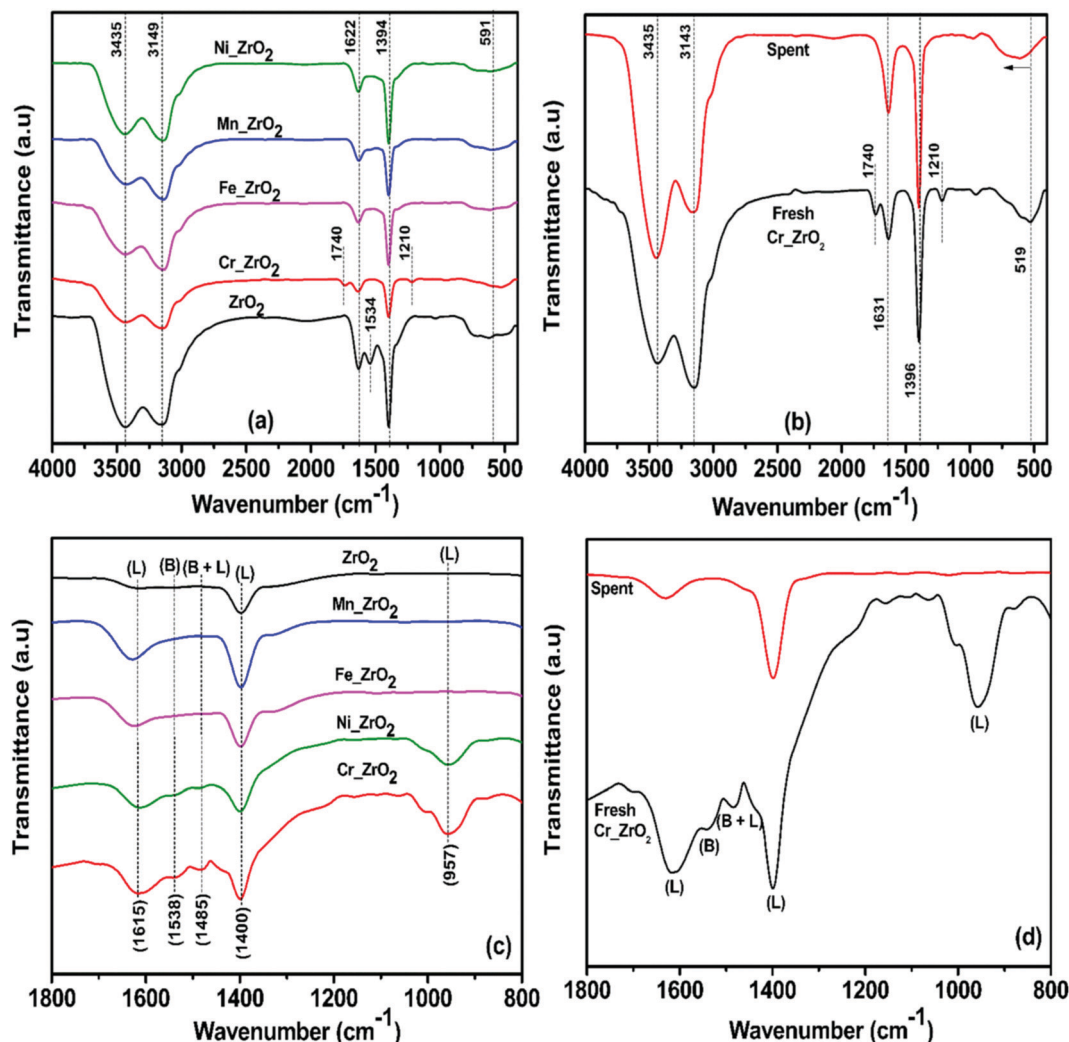 3435
3149
1622
1394
591
Ni_ZrO2
Mn_ZrO2
Fe_ZrO2
1740
1210
Cr_ZrO2
1534
ZrO2
(a)
4000 3500 3000 2500 2000 1500 1000 500
Wavenumber (cm-1)
Transmittance (a.u)
3435
3143
Spent
1740
1210
Fresh
Cr_ZrO2
519
1631
1396
(b)
4000 3500 3000 2500 2000 1500 1000 500
Wavenumber (cm-1)
Transmittance (a.u)
(L) (B) (B + L) (L) ZrO2 (L)
Mn_ZrO2
Fe_ZrO2
Ni_ZrO2
Cr_ZrO2
(957)
(1615)
(1538)
(1485)
(1400)
(c)
1800 1600 1400 1200 1000 800
Wavenumber (cm-1)
Transmittance (a.u)
Spent
(L)
Fresh
Cr_ZrO2
(B + L)
(B)
(L)
(L)
(d)
1800 1600 1400 1200 1000 800
Wavenumber (cm-1)
Transmittance (a.u)